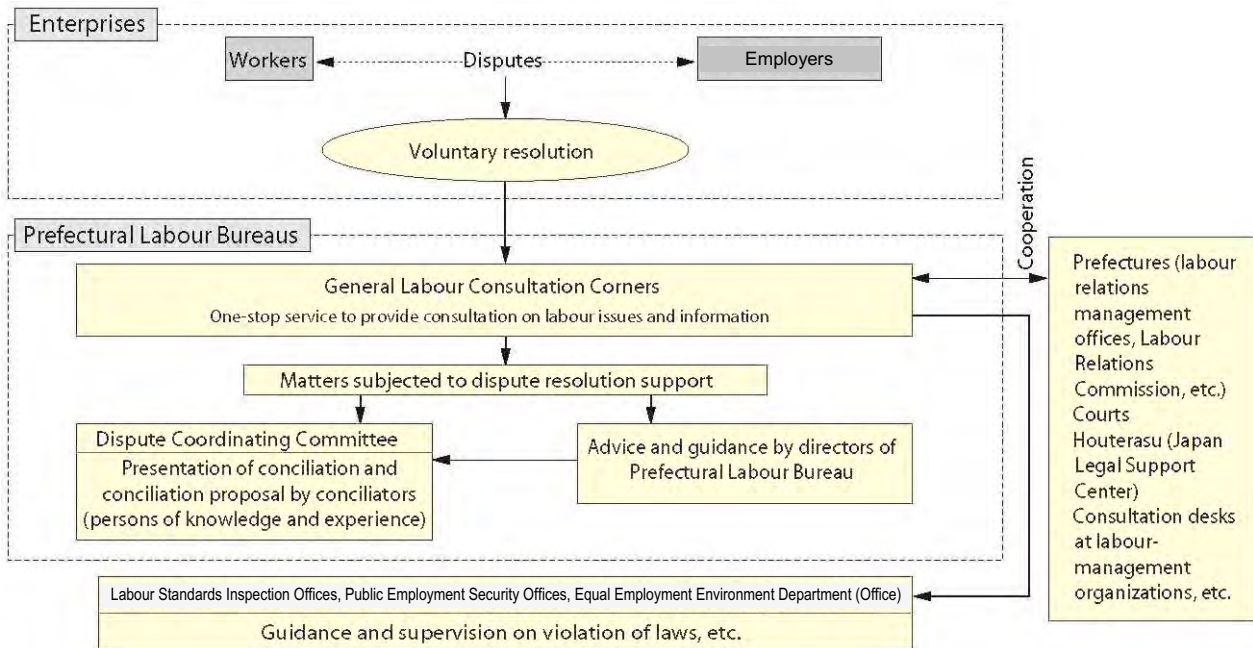 Enterprises
Workers
Disputes
Employers
Voluntary resolution
Cooperation
Prefectural Labour Bureaus
General Labour Consultation Corners
One-stop service to provide consultation on labour issues and information
Matters subjected to dispute resolution support
Dispute Coordinating Committee
Presentation of conciliation and
conciliation proposal by conciliators
(persons of knowledge and experience)
Advice and guidance by directors of
Prefectural Labour Bureau
Prefectures (labour
relations
management
offices, Labour
Relations
Commission, etc.)
Courts
Houterasu (Japan
Legal Support
Center)
Consultation desks
at labour-
management
organizations, etc.
Labour Standards Inspection Offices, Public Employment Security Offices, Equal Employment Environment Department (Office)
Guidance and supervision on violation of laws, etc.